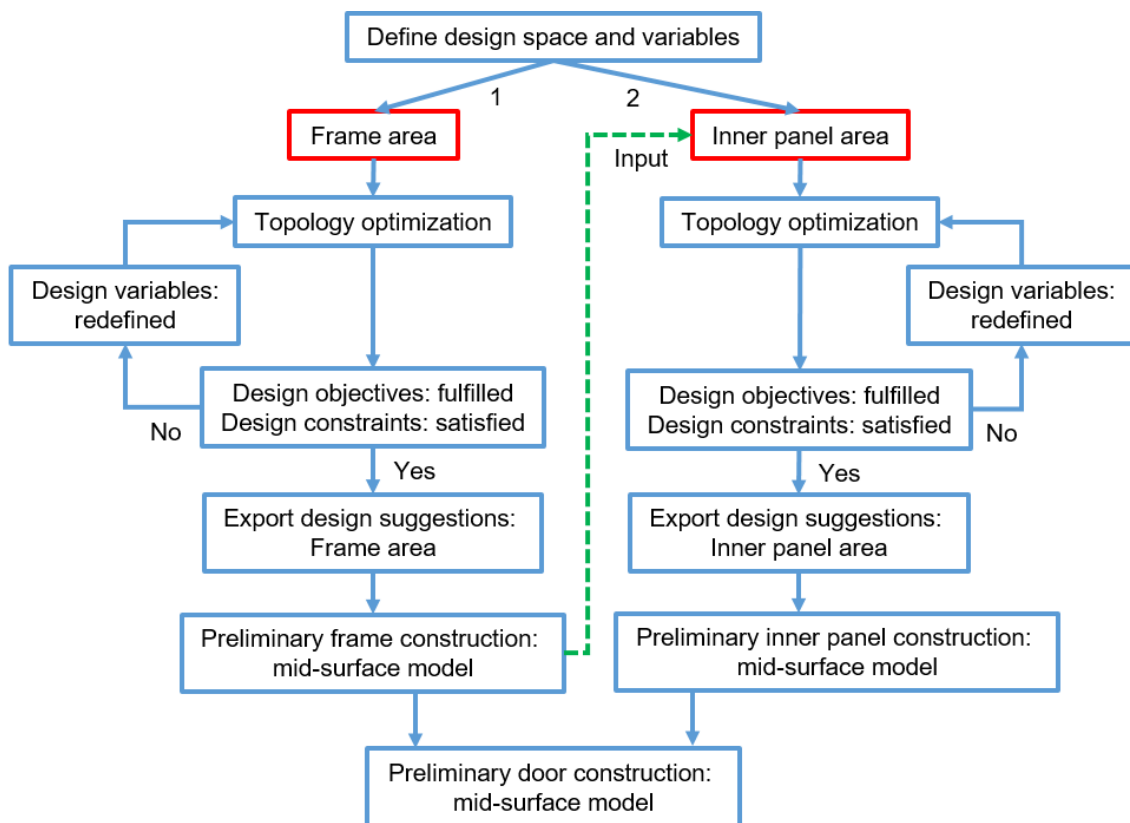 Define design space and variables
1
2
Frame area
Input
Inner panel area
Topology optimization
Topology optimization
Design variables:
redefined
Design variables:
redefined
Design objectives: fulfilled
Design constraints: satisfied
No
Design objectives: fulfilled
Design constraints: satisfied
No
Yes
Yes
Export design suggestions:
Frame area
Export design suggestions:
Inner panel area
Preliminary frame construction:
mid-surface model
Preliminary inner panel construction:
mid-surface model
Preliminary door construction:
mid-surface model